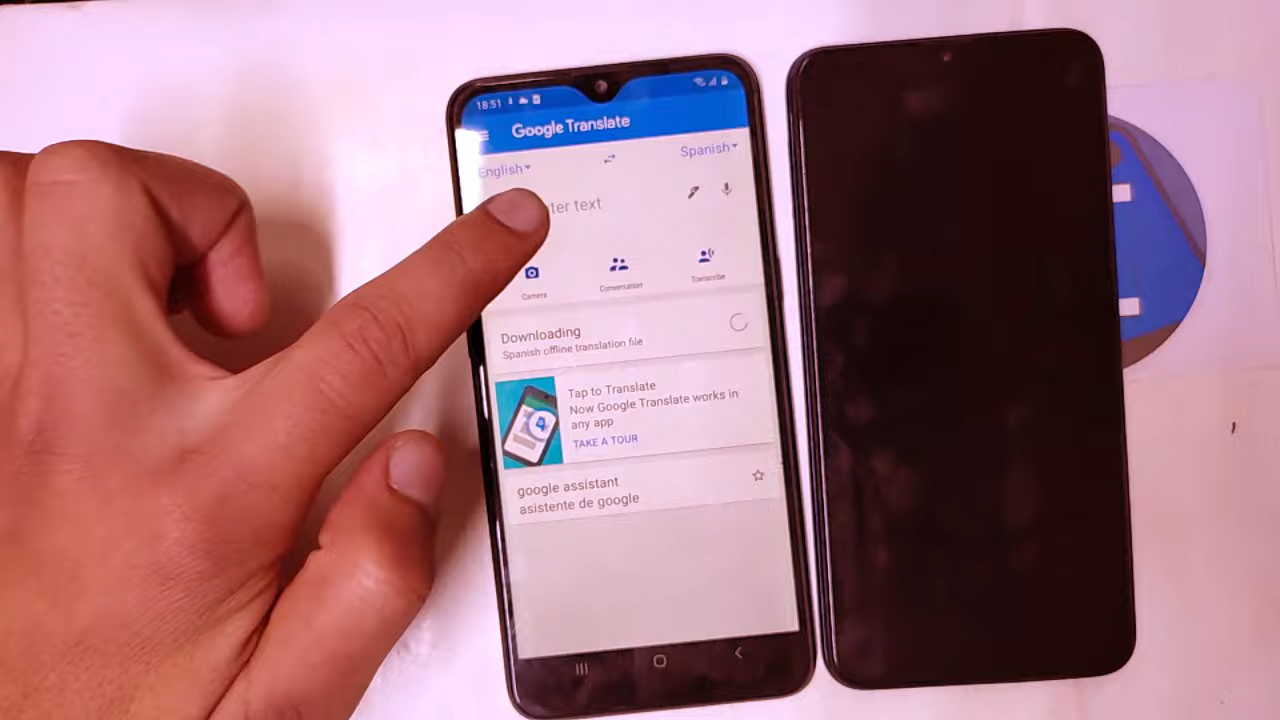 18:51
Google Translate
English
Spanish
ter text
Camera
Conversation
Transcribe
Downloading
Spanish offline translation file
Tap to Translate
Now Google Translate works in
any app
TAKE A TOUR
google assistant
asistente de google